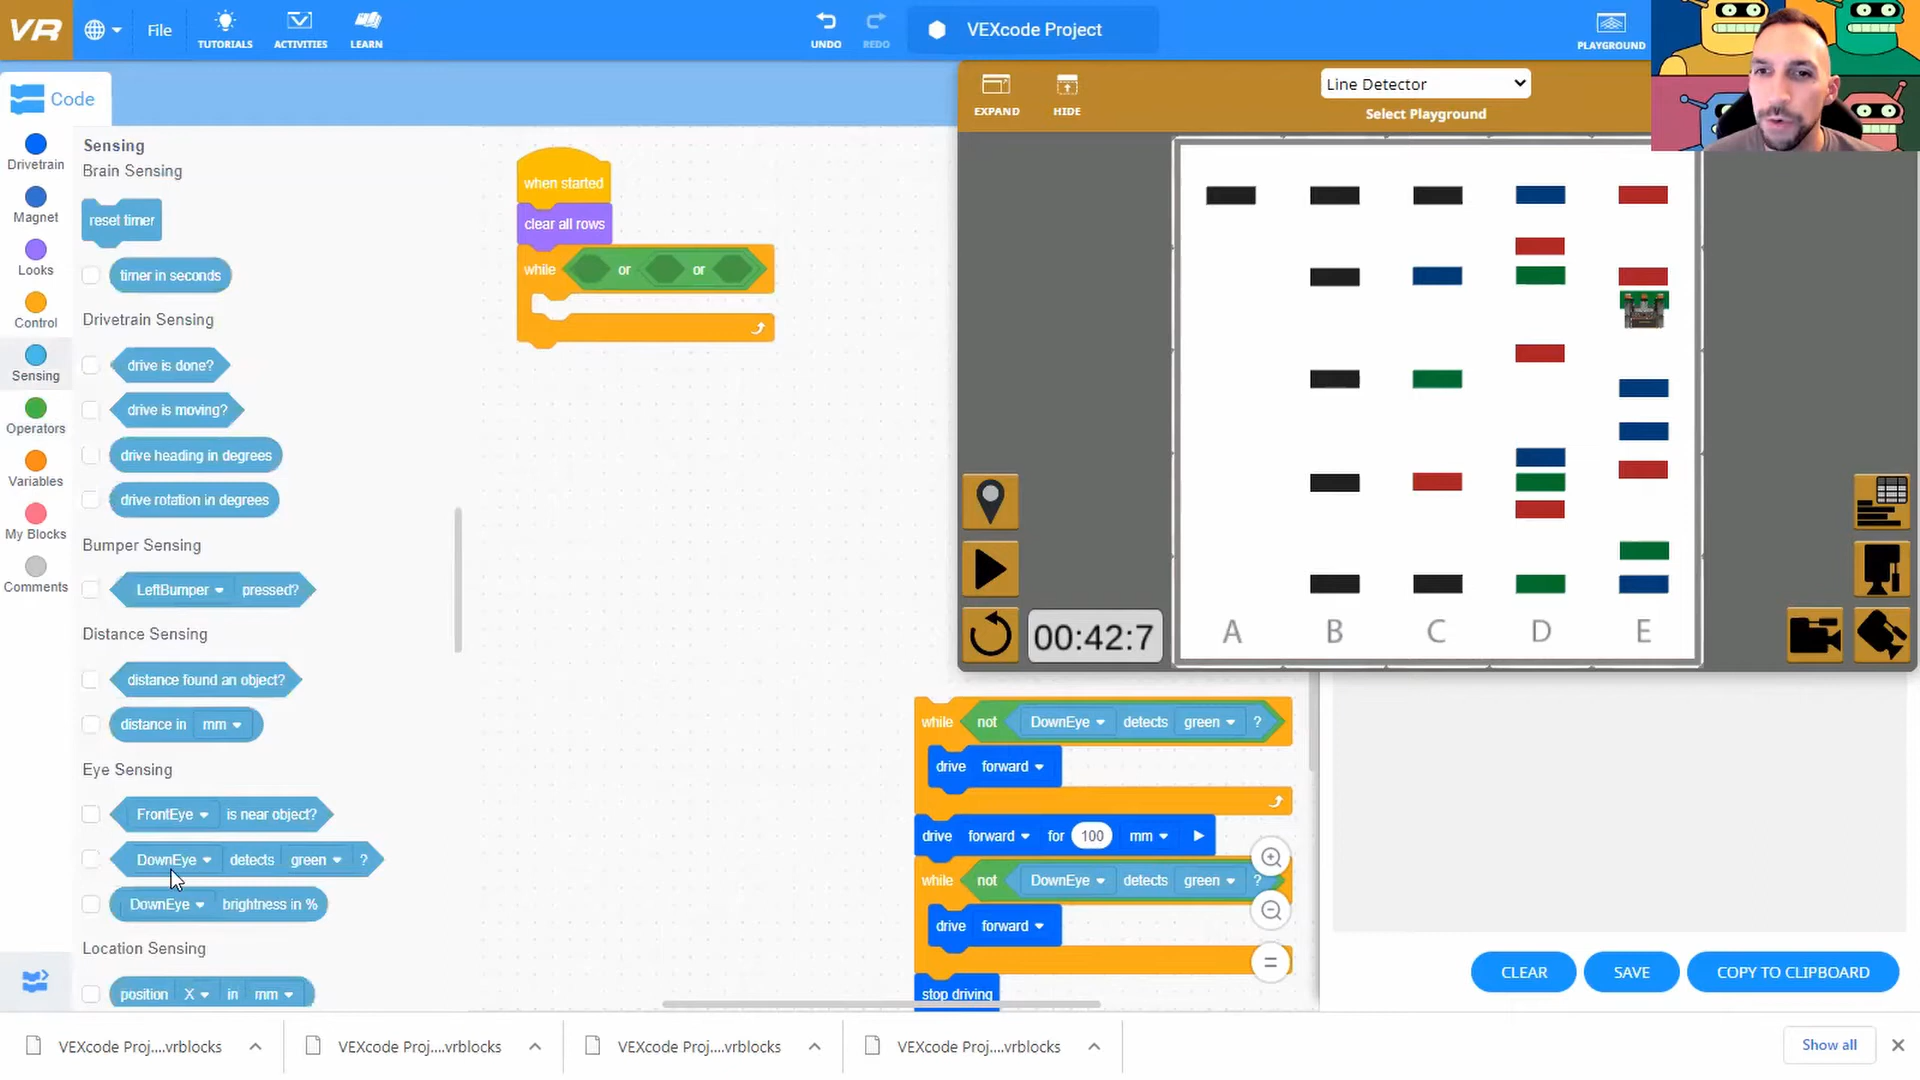 VR
File
TUTORIALS
ACTIVITIES
LEARN
UNDO
REDO
VEXcode Project
PLAYGROUND
Code
EXPAND
HIDE
Line Detector
Select Playground
Drivetrain
Magnet
Looks
Control
Sensing
Operators
Variables
My Blocks
Comments
Sensing
Brain Sensing
reset timer
timer in seconds
Drivetrain Sensing
drive is done?
drive is moving?
drive heading in degrees
drive rotation in degrees
Bumper Sensing
LeftBumper pressed?
Distance Sensing
distance found an object?
distance in mm
Eye Sensing
FrontEye is near object?
DownEye detects green ?
DownEye brightness in %
Location Sensing
position X in mm
when started
clear all rows
while or or
00:42:7
A B C D E
while not DownEye detects green ?
drive forward
drive forward for 100 mm
while not DownEye detects green ?
drive forward
stop driving
CLEAR
SAVE
COPY TO CLIPBOARD
VEXcode Proj....vrblocks
VEXcode Proj....vrblocks
VEXcode Proj....vrblocks
VEXcode Proj....vrblocks
Show all